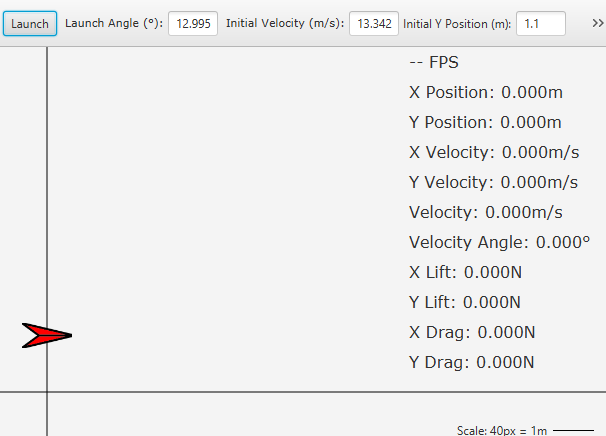 Launch Launch Angle (°): 12.995 Initial Velocity (m/s): 13.342 Initial Y Position (m): 1.1 >>
-- FPS
X Position: 0.000m
Y Position: 0.000m
X Velocity: 0.000m/s
Y Velocity: 0.000m/s
Velocity: 0.000m/s
Velocity Angle: 0.000°
X Lift: 0.000N
Y Lift: 0.000N
X Drag: 0.000N
Y Drag: 0.000N
Scale: 40px = 1m